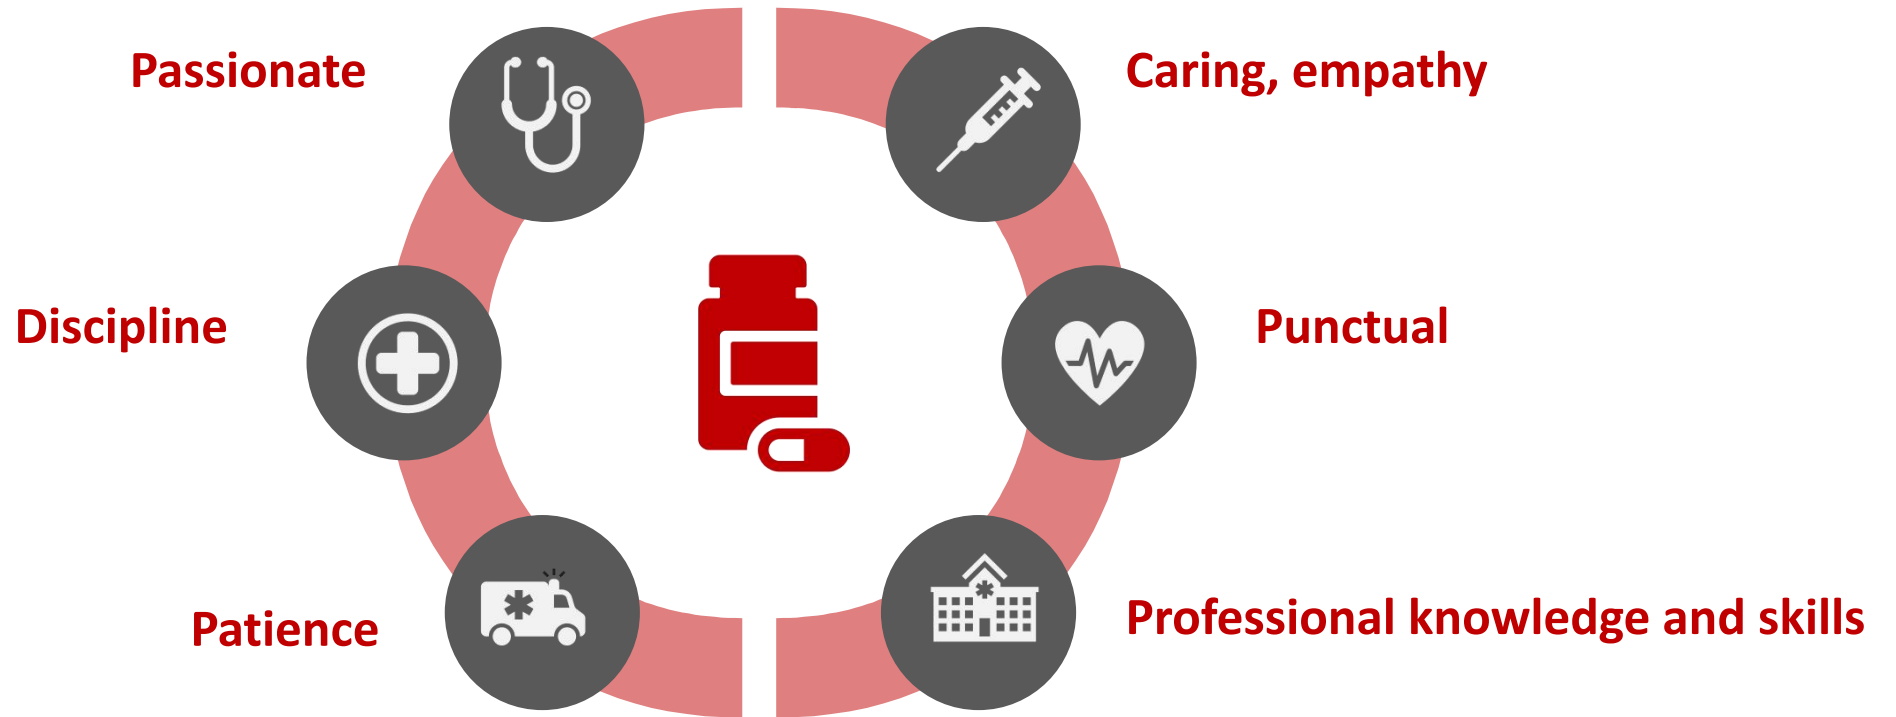 Passionate
Caring, empathy
Discipline
Punctual
Patience
Professional knowledge and skills